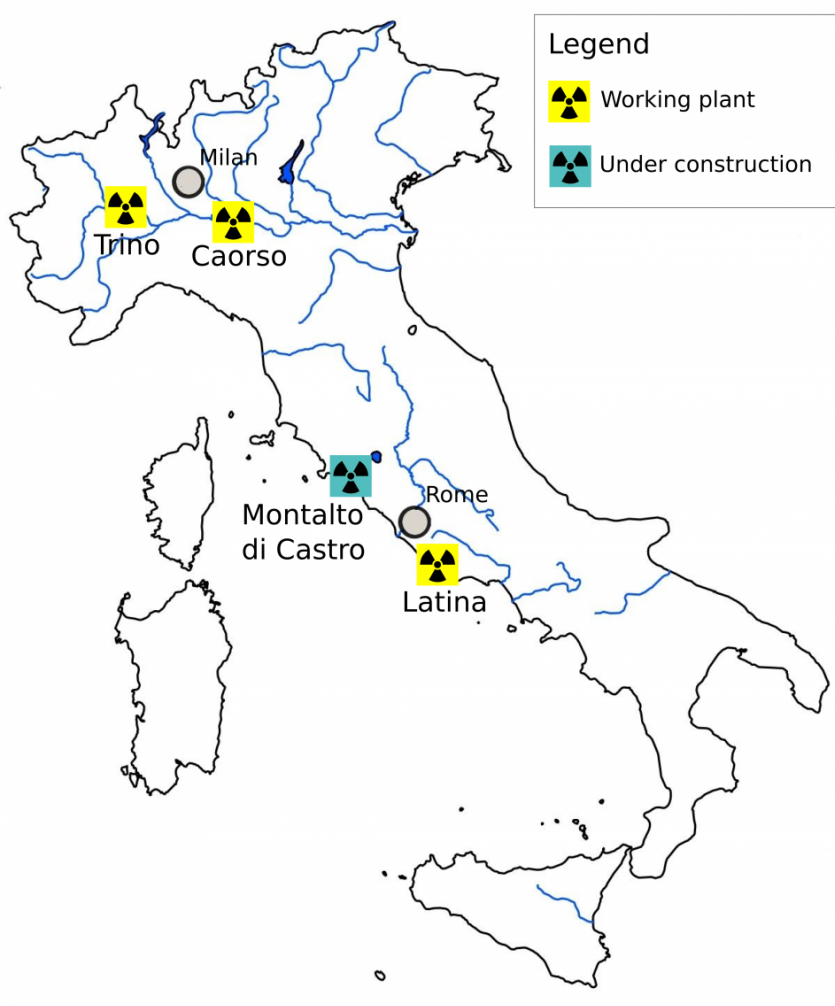 Legend
Working plant
Under construction
Milan
Trino
Caorso
Rome
Montalto
di Castro
Latina